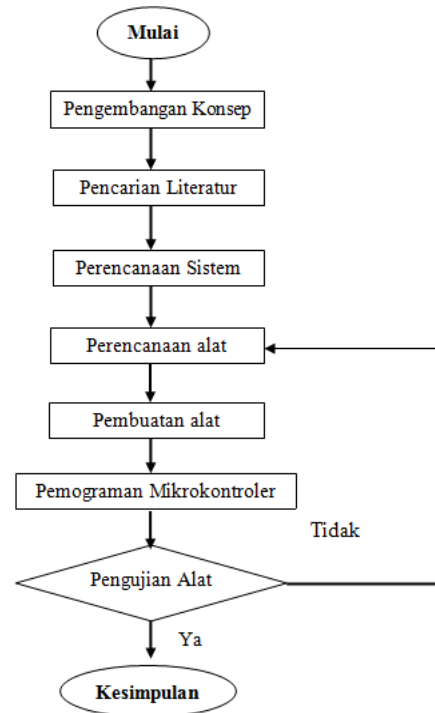 Mulai
Pengembangan Konsep
Pencarian Literatur
Perencanaan Sistem
Perencanaan alat
Pembuatan alat
Pemograman Mikrokontroler
Tidak
Pengujian Alat
Ya
Kesimpulan